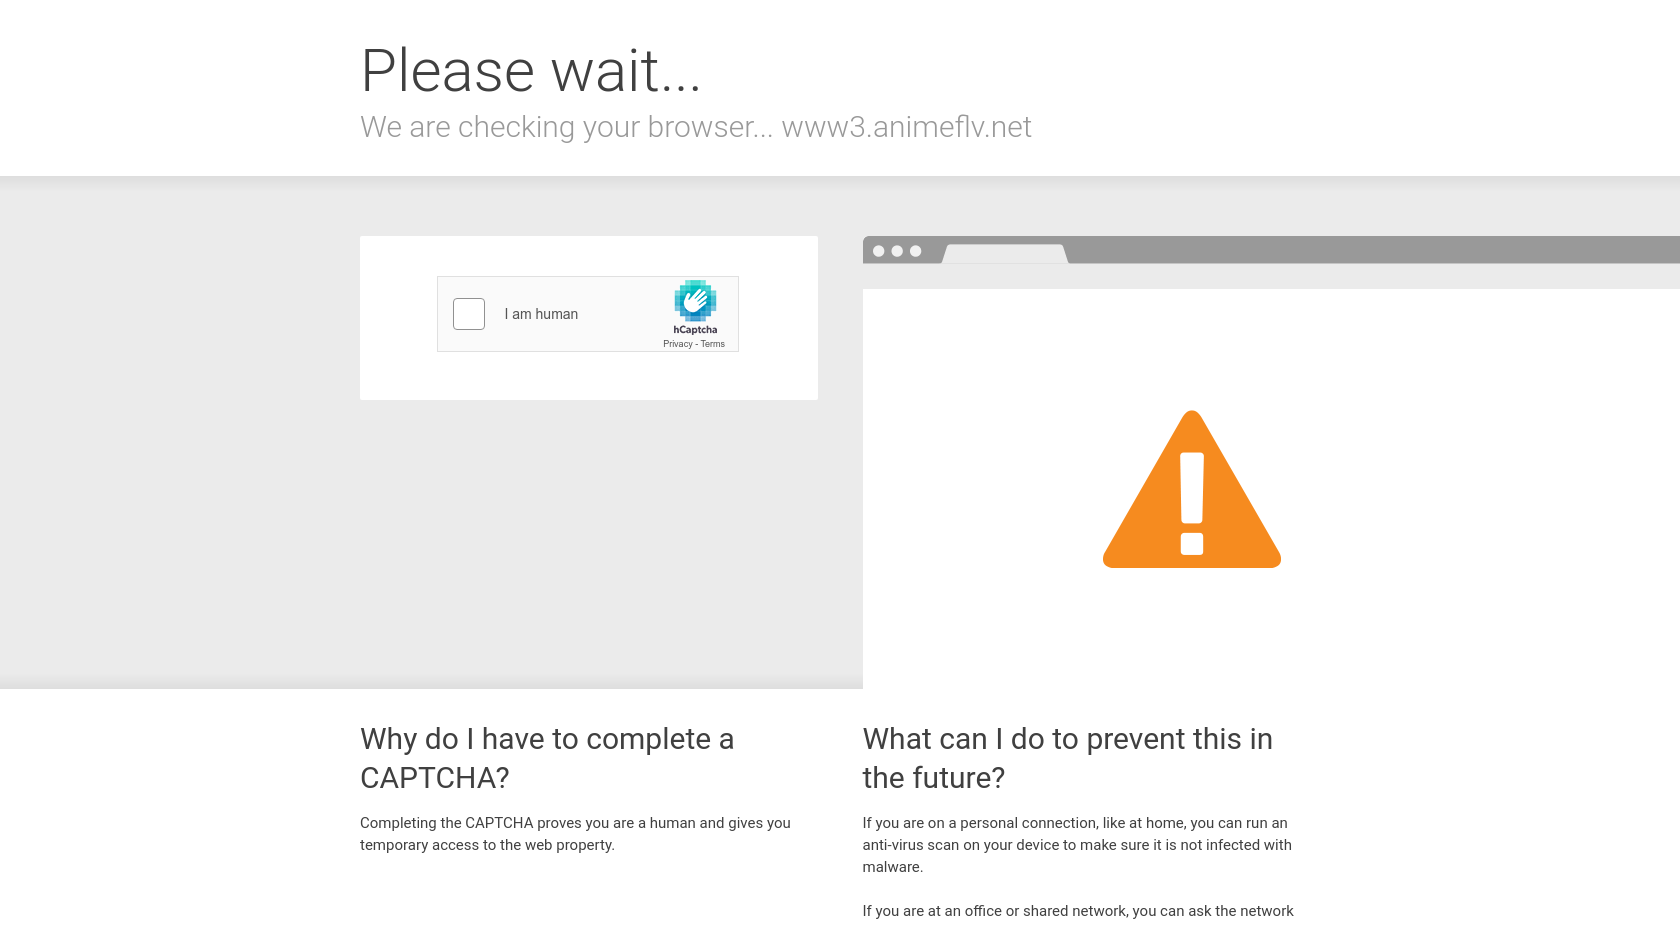 Please wait...
We are checking your browser... www3.animeflv.net
I am human
hCaptcha
Privacy - Terms
Why do I have to complete a
CAPTCHA?
Completing the CAPTCHA proves you are a human and gives you
temporary access to the web property.
What can I do to prevent this in
the future?
If you are on a personal connection, like at home, you can run an
anti-virus scan on your device to make sure it is not infected with
malware.
If you are at an office or shared network, you can ask the network